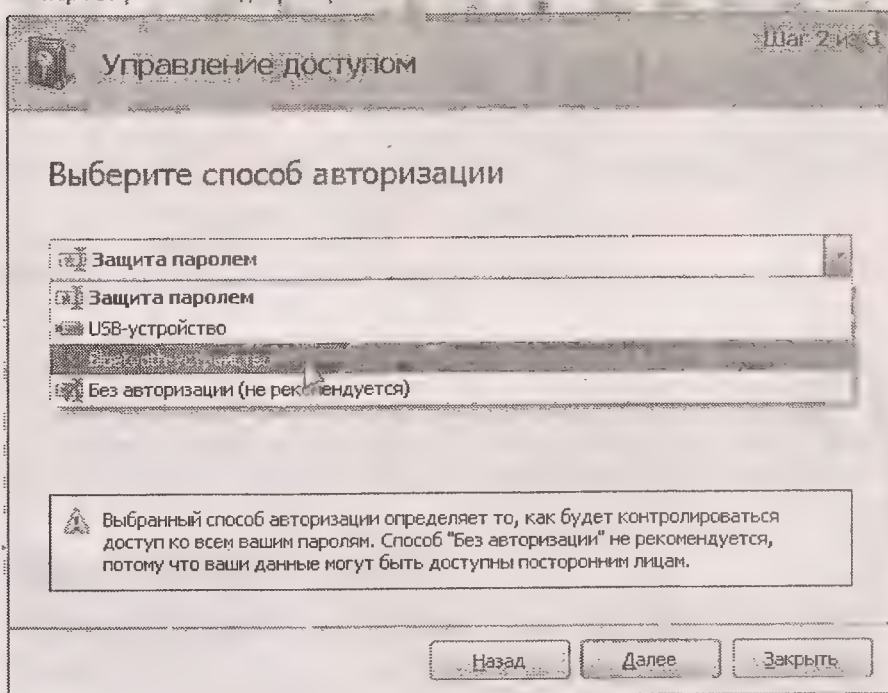 Шаг 2 из 3
Управление доступом
Выберите способ авторизации
Защита паролем
Защита паролем
USB-устройство
Без авторизации (не рекомендуется)
Выбранный способ авторизации определяет то, как будет контролироваться
доступ ко всем вашим паролям. Способ "Без авторизации" не рекомендуется,
потому что ваши данные могут быть доступны посторонним лицам.
Назад Далее Закрыть